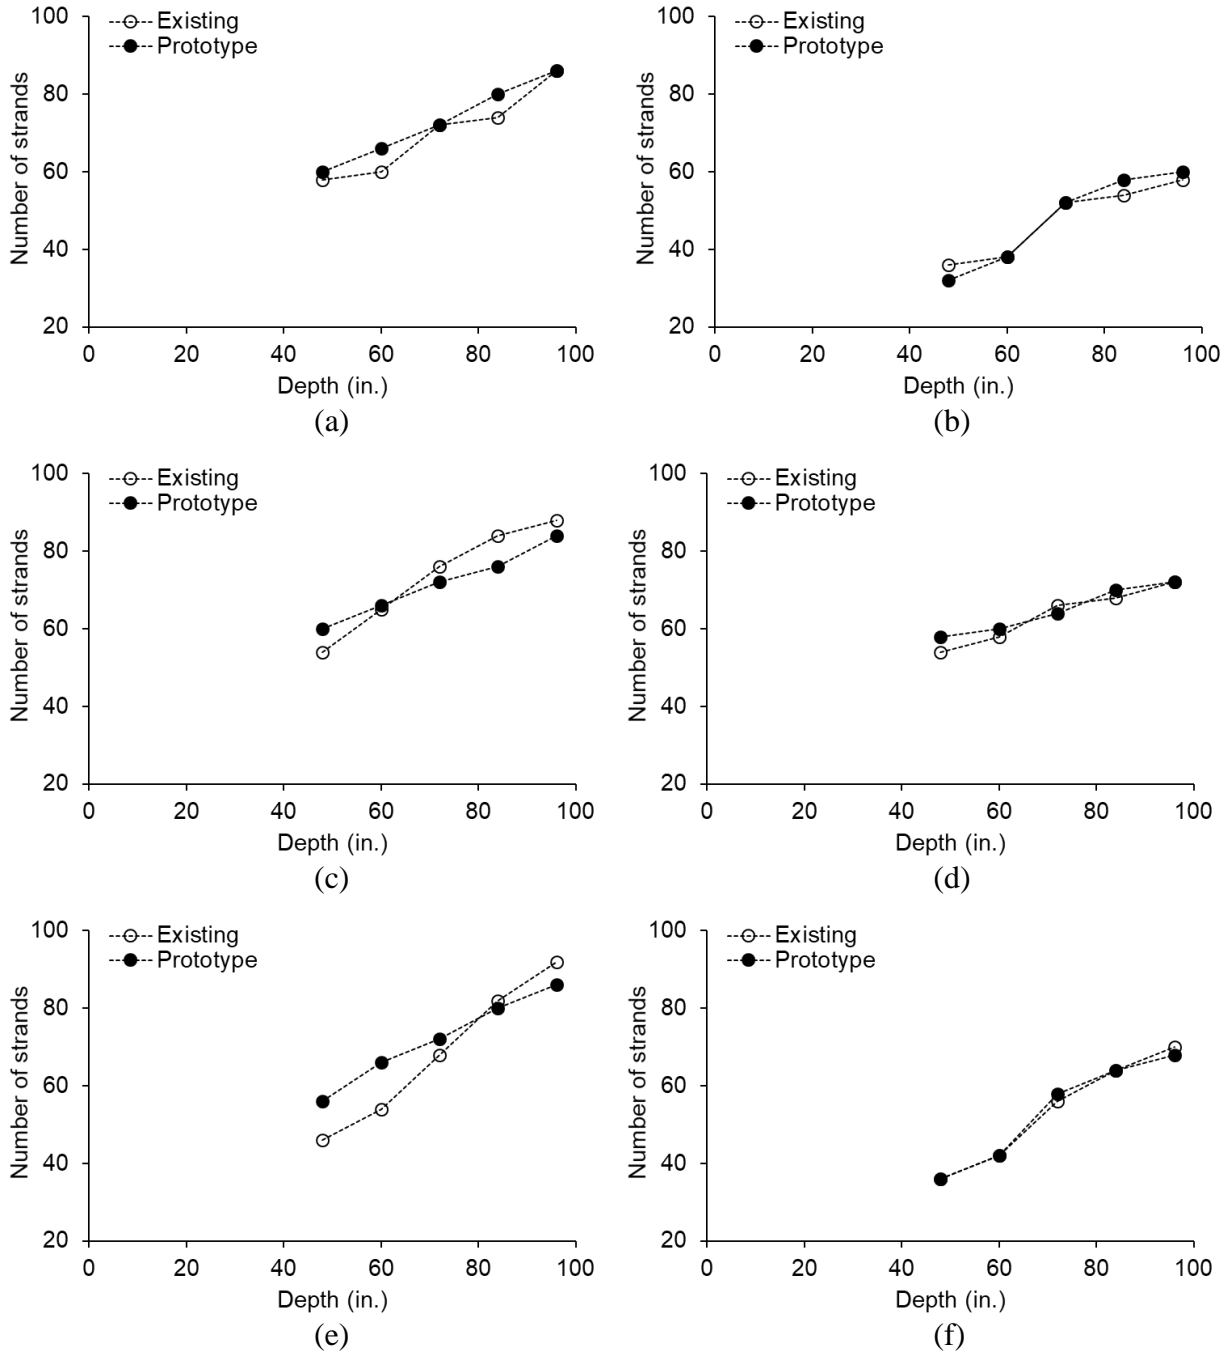 Existing
Prototype
Number of strands
100
80
60
40
20
0 20 40 60 80 100
Depth (in.)
(a)
Existing
Prototype
Number of strands
100
80
60
40
20
0 20 40 60 80 100
Depth (in.)
(b)
Existing
Prototype
Number of strands
100
80
60
40
20
0 20 40 60 80 100
Depth (in.)
(c)
Existing
Prototype
Number of strands
100
80
60
40
20
0 20 40 60 80 100
Depth (in.)
(d)
Existing
Prototype
Number of strands
100
80
60
40
20
0 20 40 60 80 100
Depth (in.)
(e)
Existing
Prototype
Number of strands
100
80
60
40
20
0 20 40 60 80 100
Depth (in.)
(f)